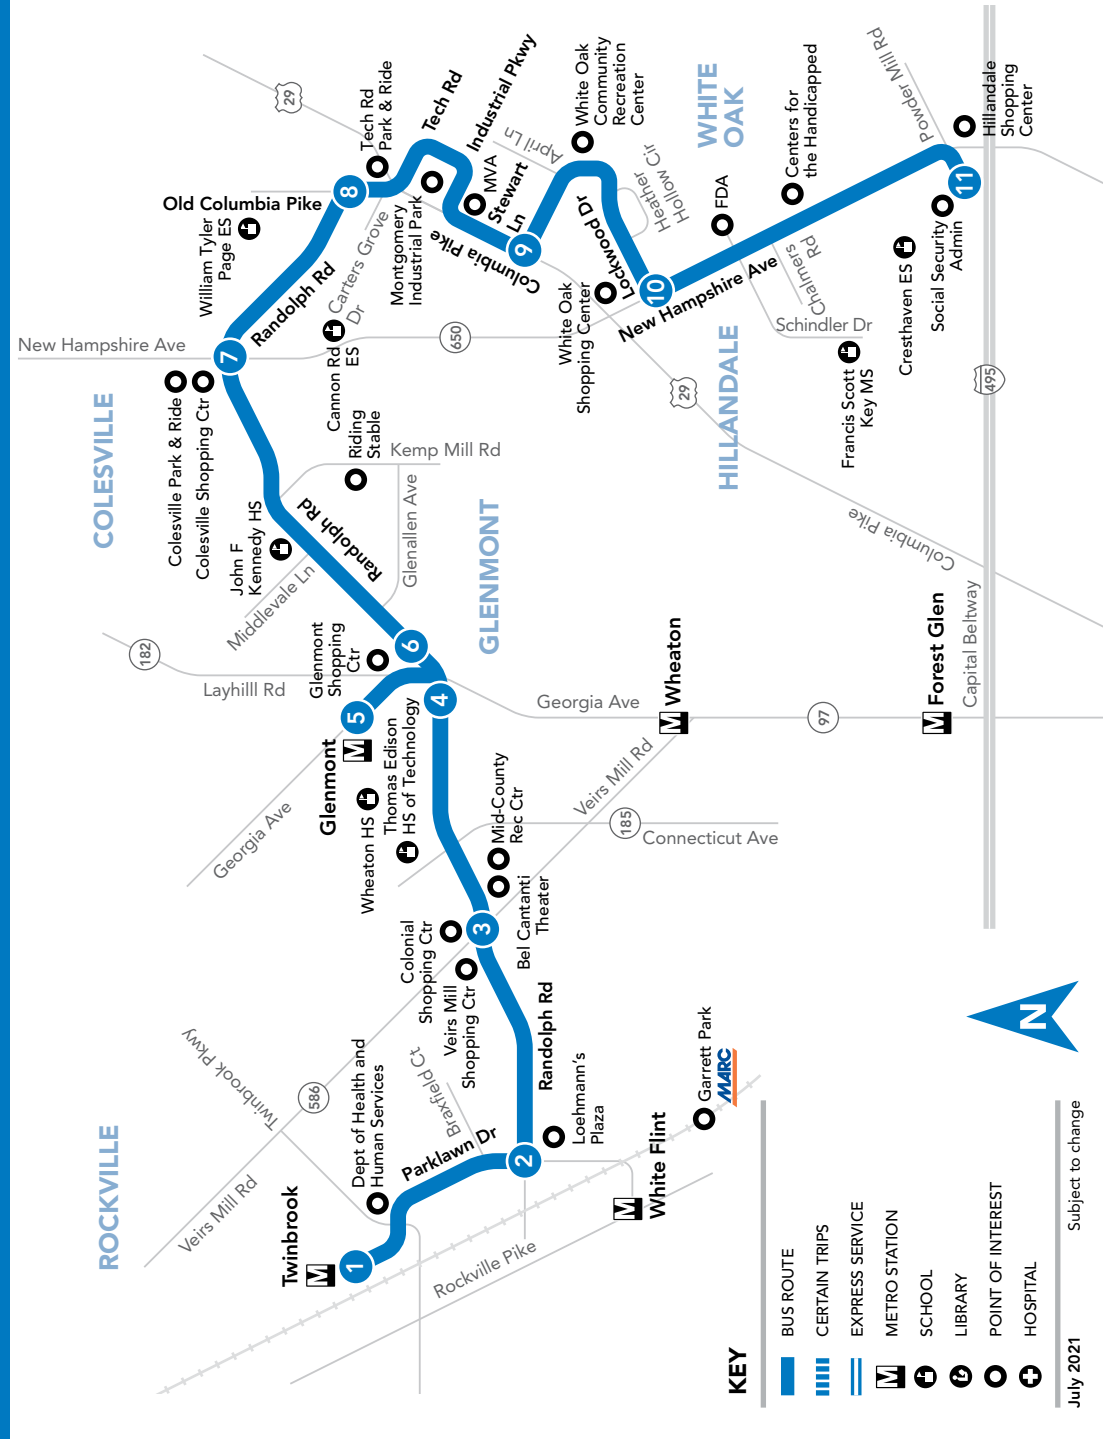 ROCKVILLE
COLESVILLE
GLENMONT
HILLANDALE
WHITE
OAK
Twinbrook
1
Dept of Health and
Human Services
Veirs Mill Rd
Twinbrook Pkwy
586
Parklawn Dr
Braxfield Ct
Rockville Pike
2
Loehmann's
Plaza
White Flint
Garrett Park
MARC
Randolph Rd
Veirs Mill
Shopping Ctr
Colonial
Shopping Ctr
3
Bel Cantanti
Theater
Mid-County
Rec Ctr
Veirs Mill Rd
185
Connecticut Ave
Wheaton HS
Thomas Edison
HS of Technology
Georgia Ave
Glenmont
4
5
6
Glenmont
Shopping
Ctr
Layhilll Rd
182
Georgia Ave
Wheaton
97
Forest Glen
Capital Beltway
495
Middlevale Ln
John F
Kennedy HS
Randolph Rd
Glenallen Ave
Kemp Mill Rd
Riding
Stable
Colesville Park & Ride
Colesville Shopping Ctr
New Hampshire Ave
7
Randolph Rd
Cannon Rd
ES
Carters Grove
Dr
650
William Tyler
Page ES
Old Columbia Pike
8
29
Tech Rd
Park & Ride
Tech Rd
Montgomery
Industrial Park
Industrial Pkwy
MVA
Stewart
Ln
Columbia Pike
9
April Ln
White Oak
Community
Recreation
Center
Heather
Hollow Cir
Lockwood Dr
White Oak
Shopping Center
10
29
Columbia Pike
New Hampshire Ave
FDA
Centers for
the Handicapped
Chalmers
Rd
Schindler Dr
Francis Scott
Key MS
Cresthaven ES
Social Security
Admin
11
Powder Mill Rd
Hillandale
Shopping
Center
N
KEY
BUS ROUTE
CERTAIN TRIPS
EXPRESS SERVICE
M
METRO STATION
SCHOOL
LIBRARY
POINT OF INTEREST
HOSPITAL
July 2021
Subject to change